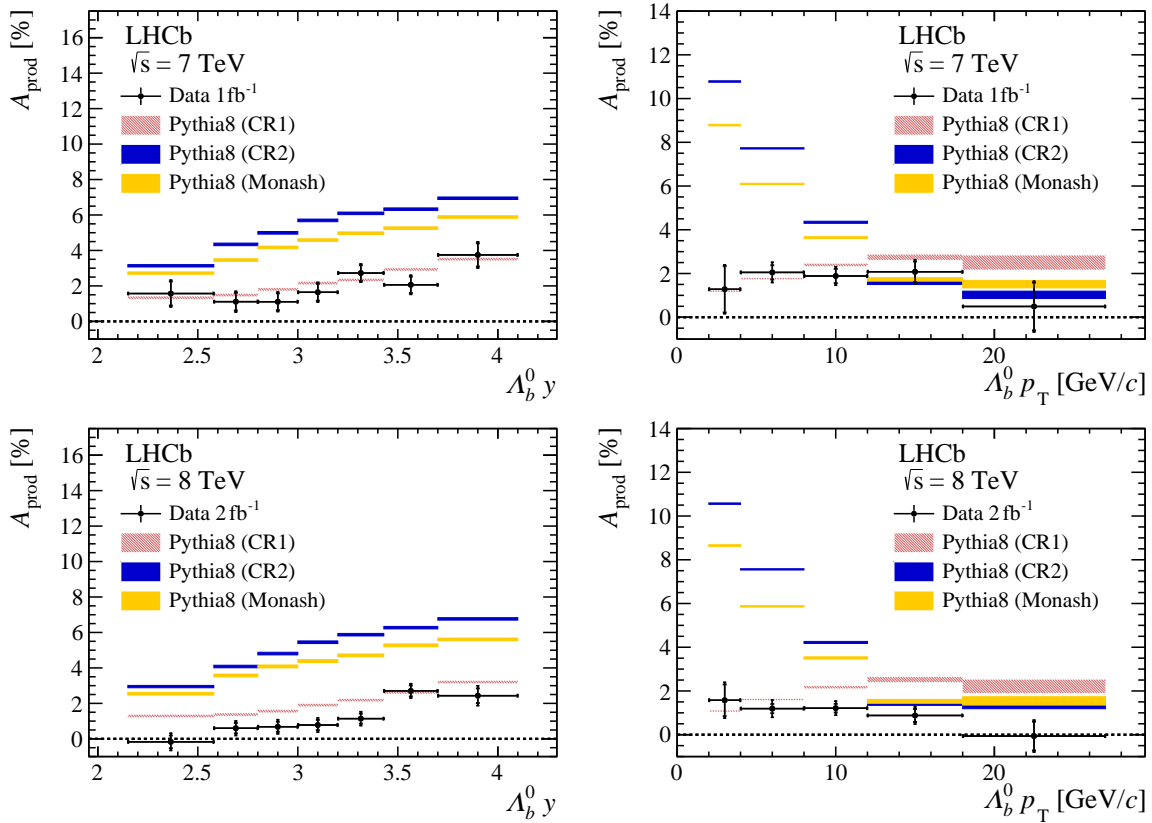 A_prod [%]
16
14
12
10
8
6
4
2
0
LHCb
√s = 7 TeV
Data 1fb⁻¹
Pythia8 (CR1)
Pythia8 (CR2)
Pythia8 (Monash)
2 2.5 3 3.5 4
Λ_b^0 y
A_prod [%]
14
12
10
8
6
4
2
0
LHCb
√s = 7 TeV
Data 1fb⁻¹
Pythia8 (CR1)
Pythia8 (CR2)
Pythia8 (Monash)
0 10 20
Λ_b^0 p_T [GeV/c]
A_prod [%]
16
14
12
10
8
6
4
2
0
LHCb
√s = 8 TeV
Data 2fb⁻¹
Pythia8 (CR1)
Pythia8 (CR2)
Pythia8 (Monash)
2 2.5 3 3.5 4
Λ_b^0 y
A_prod [%]
14
12
10
8
6
4
2
0
LHCb
√s = 8 TeV
Data 2fb⁻¹
Pythia8 (CR1)
Pythia8 (CR2)
Pythia8 (Monash)
0 10 20
Λ_b^0 p_T [GeV/c]